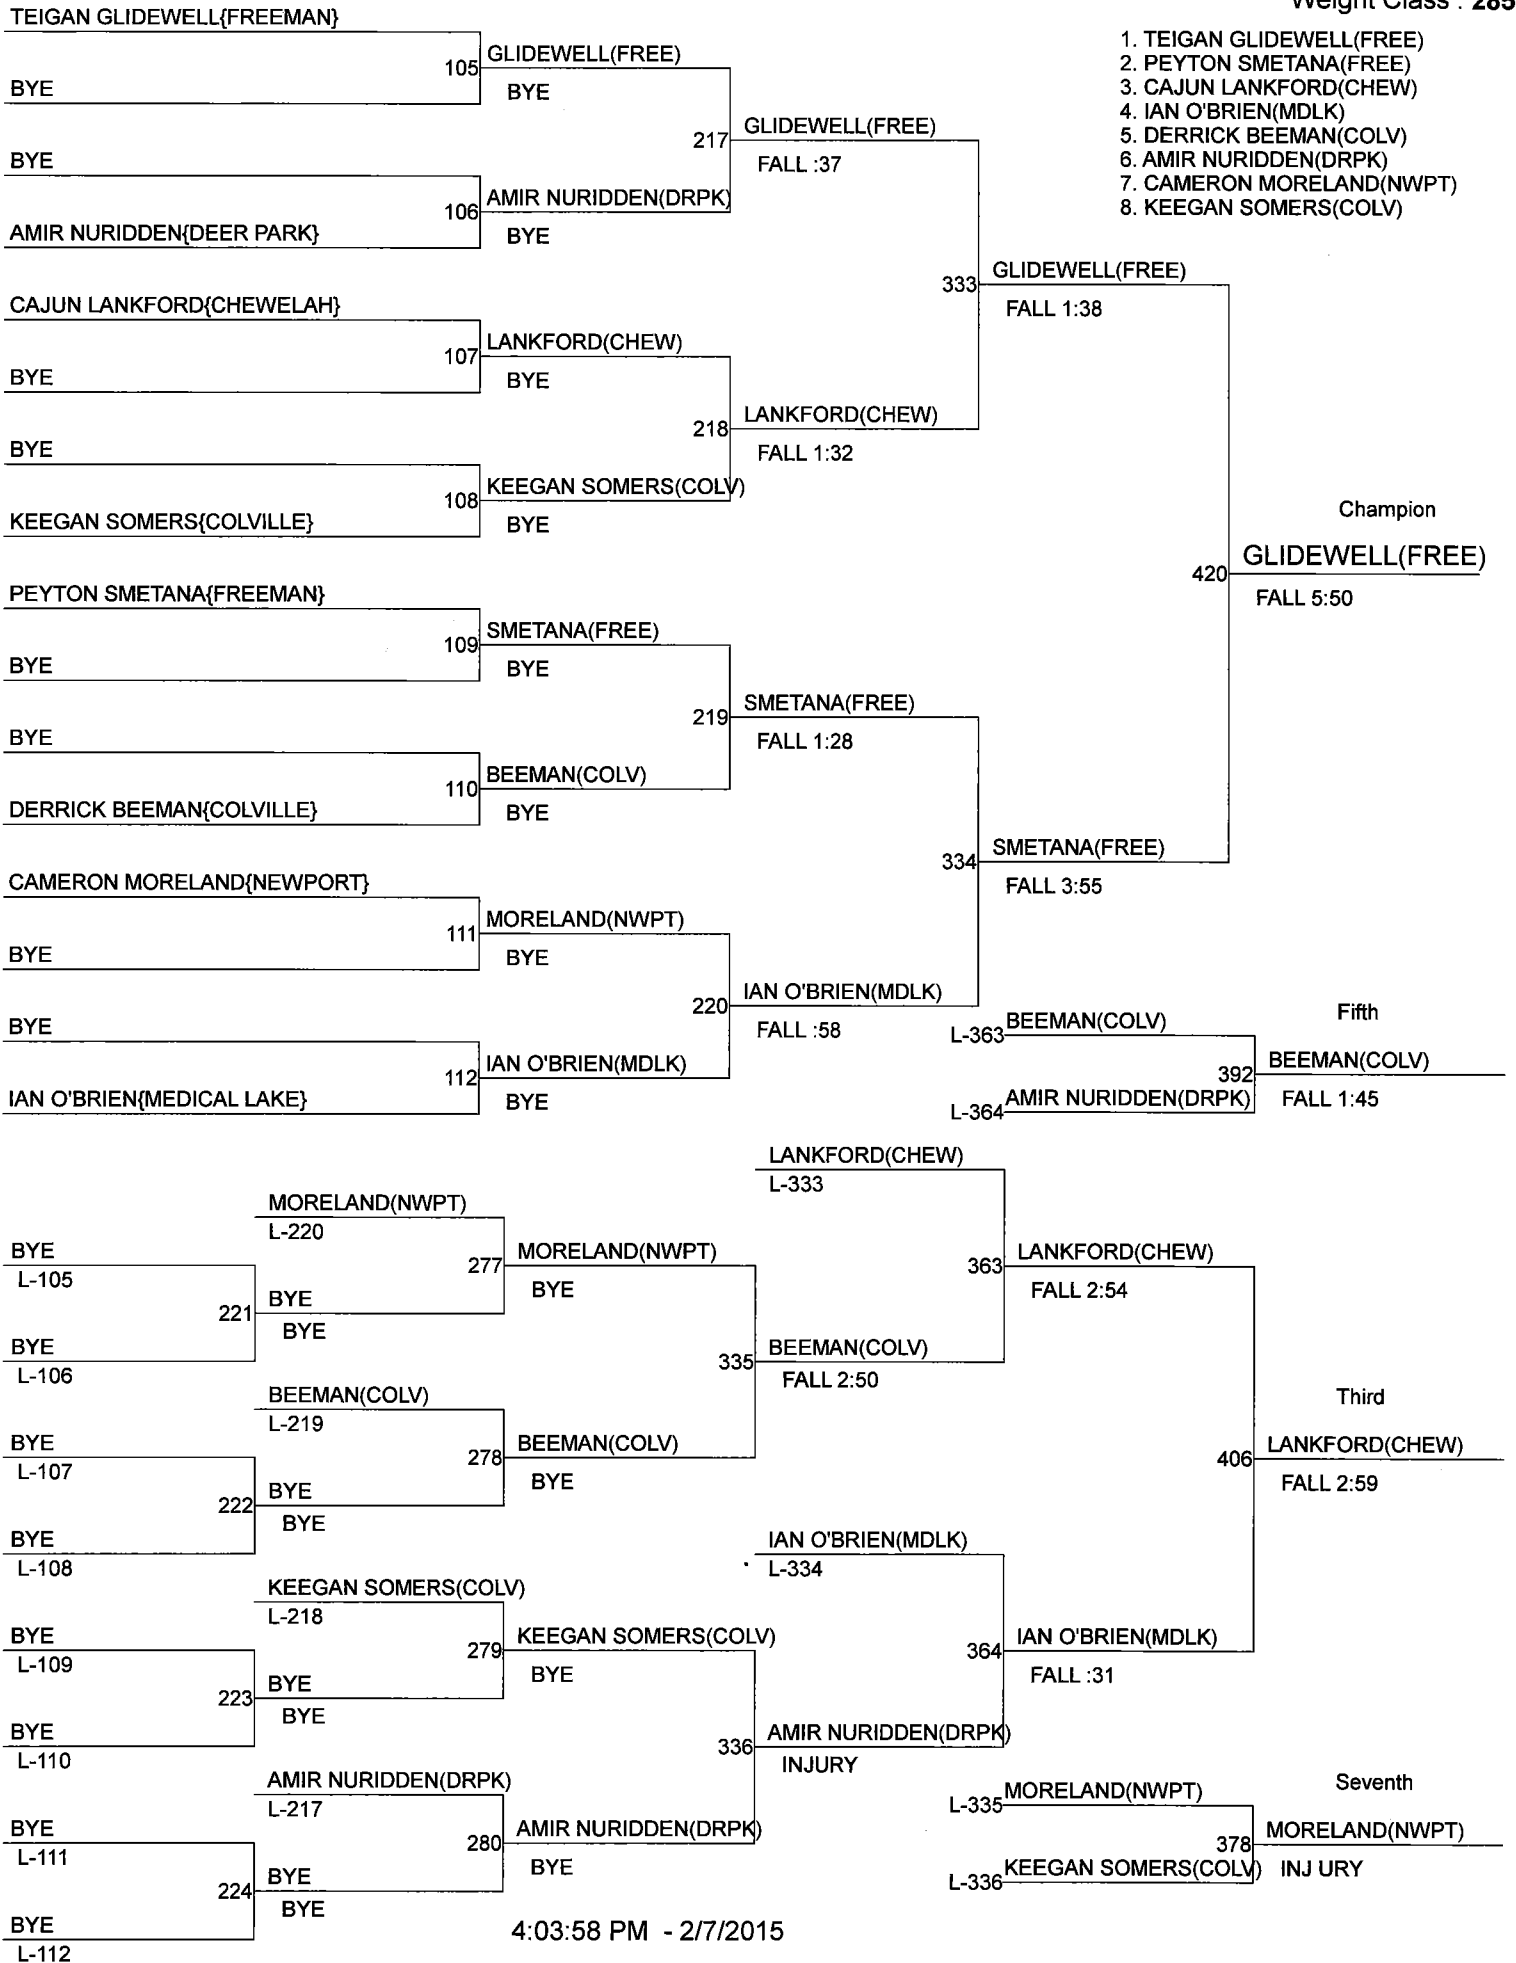 Weight Class : 285
1. TEIGAN GLIDEWELL(FREE)
2. PEYTON SMETANA(FREE)
3. CAJUN LANKFORD(CHEW)
4. IAN O'BRIEN(MDLK)
5. DERRICK BEEMAN(COLV)
6. AMIR NURIDDEN(DRPK)
7. CAMERON MORELAND(NWPT)
8. KEEGAN SOMERS(COLV)
TEIGAN GLIDEWELL{FREEMAN}
BYE
BYE
AMIR NURIDDEN{DEER PARK}
CAJUN LANKFORD{CHEWELAH}
BYE
BYE
KEEGAN SOMERS{COLVILLE}
PEYTON SMETANA{FREEMAN}
BYE
BYE
DERRICK BEEMAN{COLVILLE}
CAMERON MORELAND{NEWPORT}
BYE
BYE
IAN O'BRIEN{MEDICAL LAKE}
105 GLIDEWELL(FREE)
BYE
106 AMIR NURIDDEN(DRPK)
BYE
107 LANKFORD(CHEW)
BYE
108 KEEGAN SOMERS(COLV)
BYE
109 SMETANA(FREE)
BYE
110 BEEMAN(COLV)
BYE
111 MORELAND(NWPT)
BYE
112 IAN O'BRIEN(MDLK)
BYE
217 GLIDEWELL(FREE)
FALL :37
218 LANKFORD(CHEW)
FALL 1:32
219 SMETANA(FREE)
FALL 1:28
220 IAN O'BRIEN(MDLK)
FALL :58
333 GLIDEWELL(FREE)
FALL 1:38
334 SMETANA(FREE)
FALL 3:55
Champion
420 GLIDEWELL(FREE)
FALL 5:50
Fifth
L-363 BEEMAN(COLV)
L-364 AMIR NURIDDEN(DRPK)
392 BEEMAN(COLV)
FALL 1:45
BYE
L-105
BYE
L-106
BYE
L-107
BYE
L-108
BYE
L-109
BYE
L-110
BYE
L-111
BYE
L-112
MORELAND(NWPT)
L-220
221 BYE
BYE
BEEMAN(COLV)
L-219
222 BYE
BYE
KEEGAN SOMERS(COLV)
L-218
223 BYE
BYE
AMIR NURIDDEN(DRPK)
L-217
224 BYE
BYE
277 MORELAND(NWPT)
BYE
278 BEEMAN(COLV)
BYE
279 KEEGAN SOMERS(COLV)
BYE
280 AMIR NURIDDEN(DRPK)
BYE
LANKFORD(CHEW)
L-333
335 BEEMAN(COLV)
FALL 2:50
IAN O'BRIEN(MDLK)
L-334
336 AMIR NURIDDEN(DRPK)
INJURY
363 LANKFORD(CHEW)
FALL 2:54
364 IAN O'BRIEN(MDLK)
FALL :31
Third
406 LANKFORD(CHEW)
FALL 2:59
Seventh
L-335 MORELAND(NWPT)
L-336 KEEGAN SOMERS(COLV)
378 MORELAND(NWPT)
INJ URY
4:03:58 PM - 2/7/2015